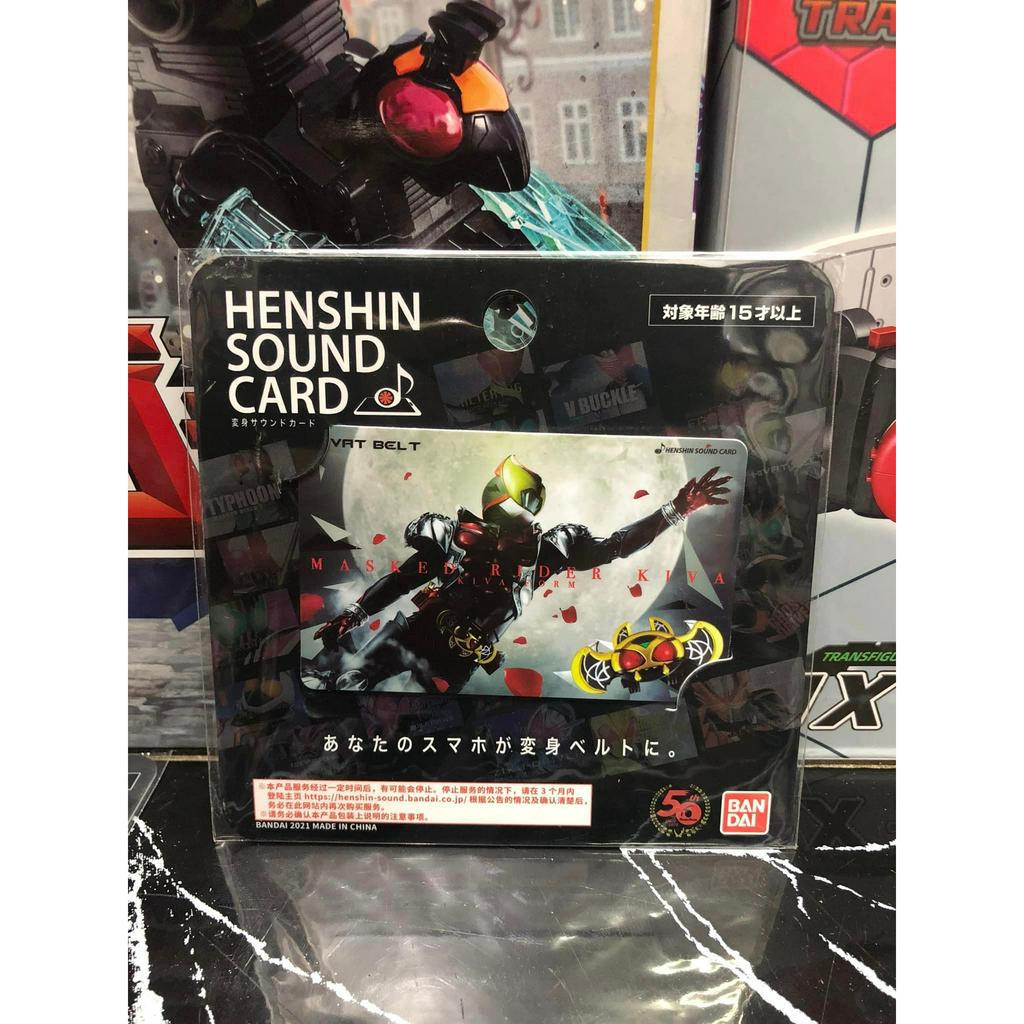 TRA
HENSHIN
SOUND
CARD
変身サウンドカード
対象年齢15才以上
V BUCKLE
TYPHOON
VAT BELT
HENSHIN SOUND CARD
MASKED RIDER KIVA
KIVA FORM
あなたのスマホが変身ベルトに。
※本产品服务经过一定时间后，有可能会停止。停止服务的情况下，请在3个月内
登陆主页 https://henshin-sound.bandai.co.jp/ 根据公告的情况及确认清楚后，
务必在此网站内再次购买服务。
※请务必确认本产品包装上说明的注意事项。
BANDAI 2021 MADE IN CHINA
50th
BAN
DAI
TRANSFIGU
X